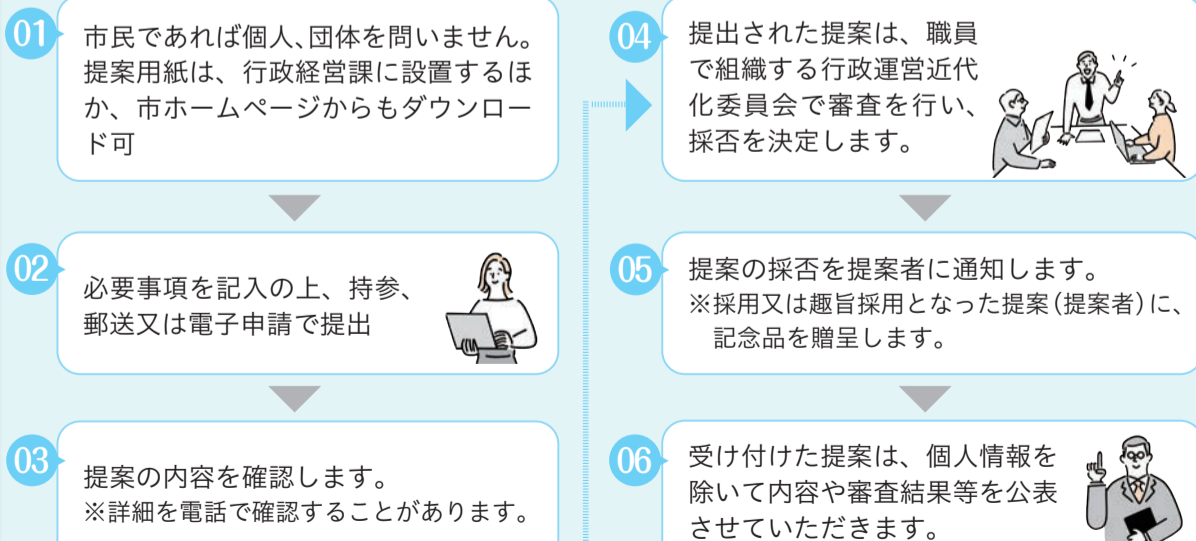 01
市民であれば個人、団体を問いません。
提案用紙は、行政経営課に設置するほ
か、市ホームページからもダウンロー
ド可
02
必要事項を記入の上、持参、
郵送又は電子申請で提出
03
提案の内容を確認します。
※詳細を電話で確認することがあります。
04
提出された提案は、職員
で組織する行政運営近代
化委員会で審査を行い、
採否を決定します。
05
提案の採否を提案者に通知します。
※採用又は趣旨採用となった提案(提案者)に、
記念品を贈呈します。
06
受け付けた提案は、個人情報を
除いて内容や審査結果等を公表
させていただきます。